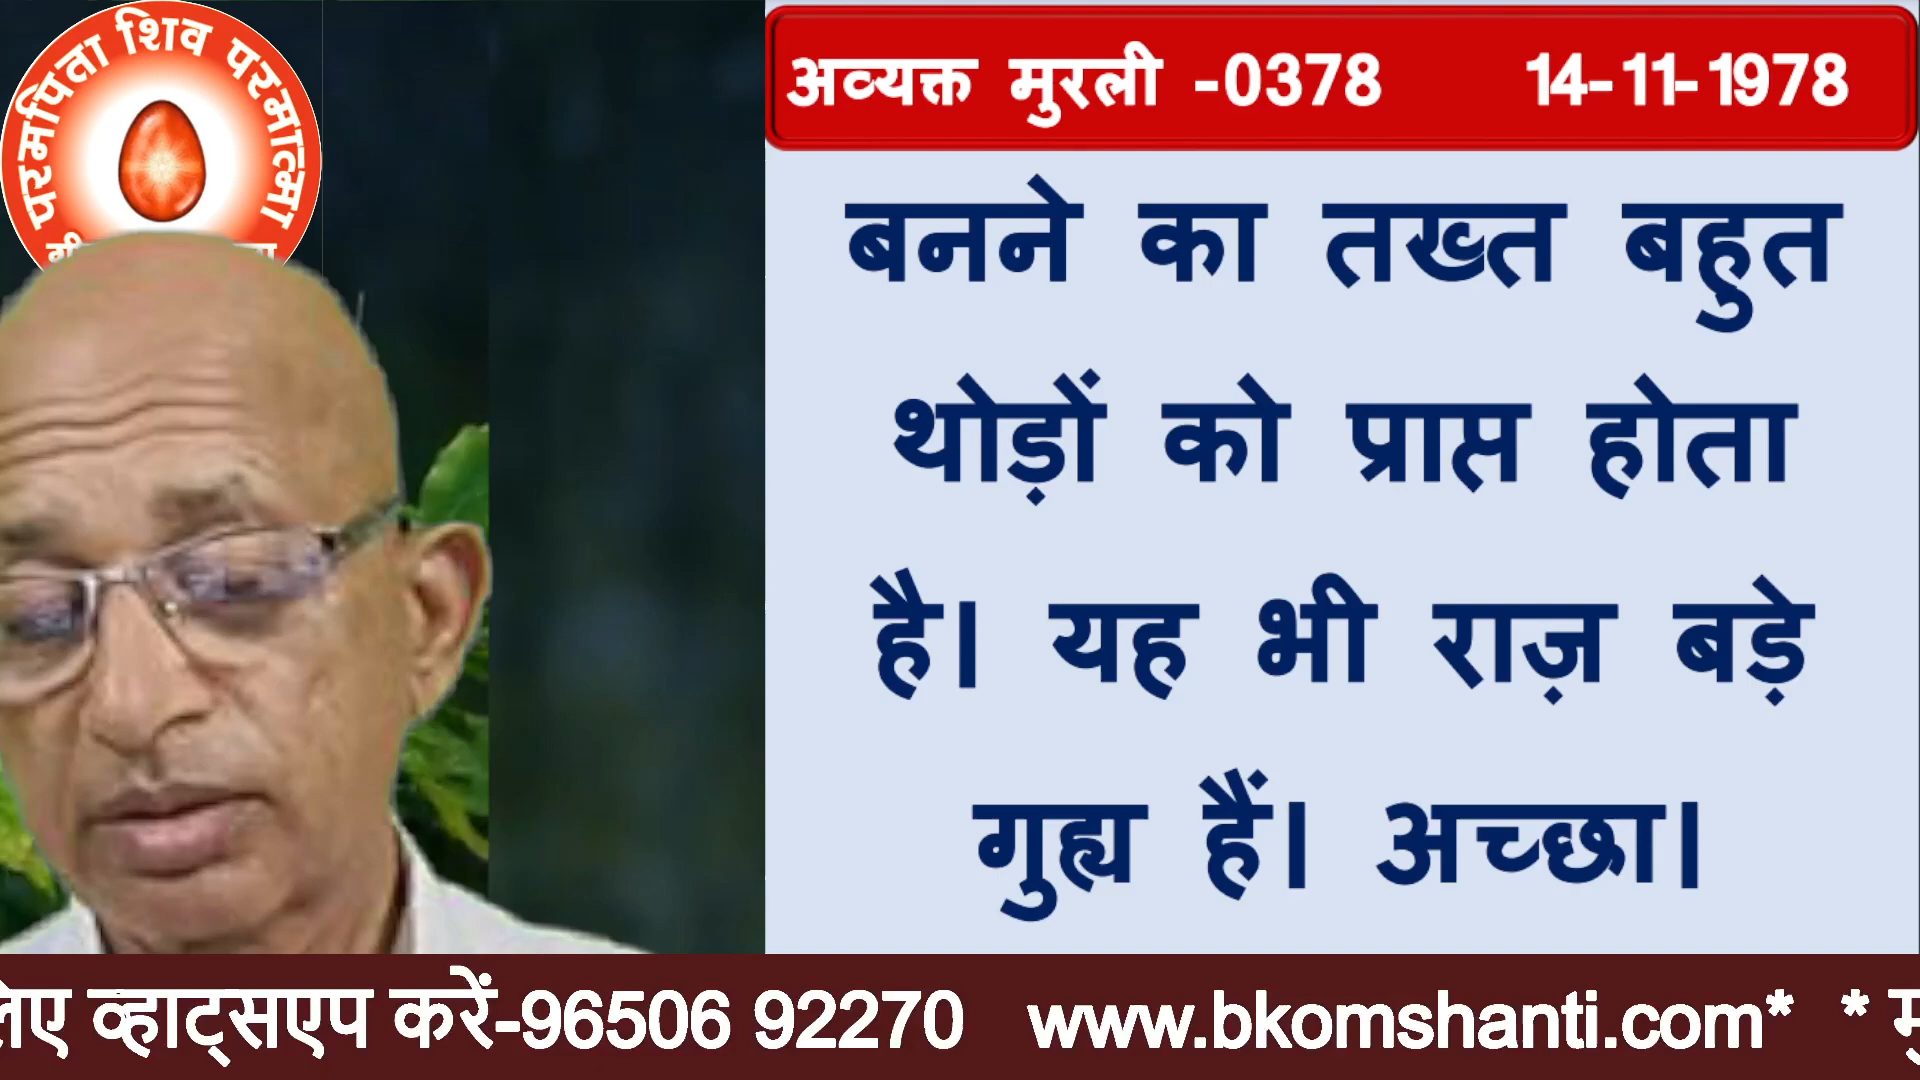 परमपिता शिव परमात्मा
अव्यक्त मुरली -0378 14-11-1978
बनने का तख्त बहुत
थोड़ों को प्राप्त होता
है। यह भी राज़ बड़े
गुह्य हैं। अच्छा।
व्हाट्सएप करें-96506 92270 www.bkomshanti.com* *